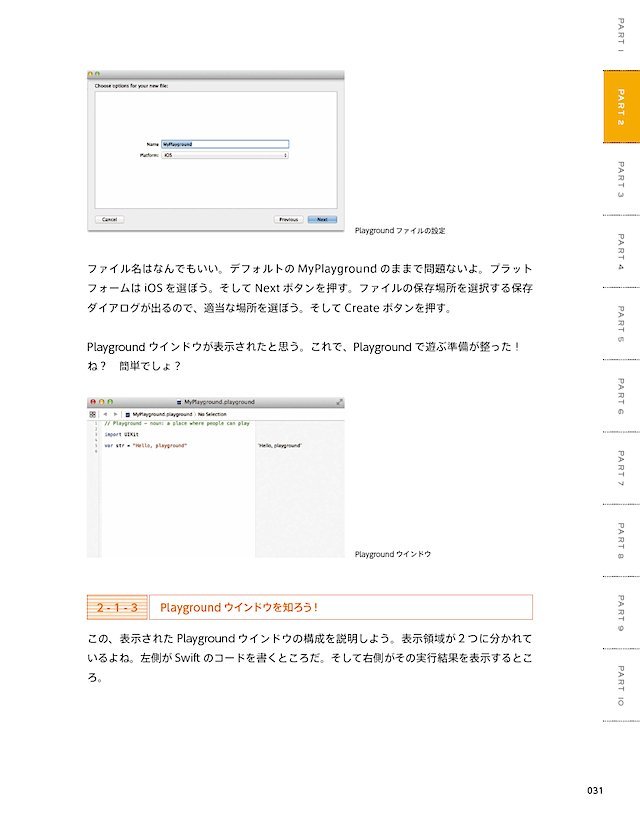 PART 1
PART 2
PART 3
PART 4
PART 5
PART 6
PART 7
PART 8
PART 9
PART 10
Choose options for your new file:
Name MyPlayground
Platform: iOS
Cancel Previous Next
Playground ファイルの設定
ファイル名はなんでもいい。デフォルトの MyPlayground のままで問題ないよ。プラット
フォームは iOS を選ぼう。そして Next ボタンを押す。ファイルの保存場所を選択する保存
ダイアログが出るので、適当な場所を選ぼう。そして Create ボタンを押す。
Playground ウインドウが表示されたと思う。これで、Playground で遊ぶ準備が整った!
ね? 簡単でしょ?
MyPlayground.playground
MyPlayground.playground › No Selection
1 // Playground - noun: a place where people can play
2
3 import UIKit
4
5 var str = "Hello, playground" "Hello, playground"
6
Playground ウインドウ
2 - 1 - 3 Playground ウインドウを知ろう!
この、表示された Playground ウインドウの構成を説明しよう。表示領域が 2 つに分かれて
いるよね。左側が Swift のコードを書くところだ。そして右側がその実行結果を表示するとこ
ろ。
031